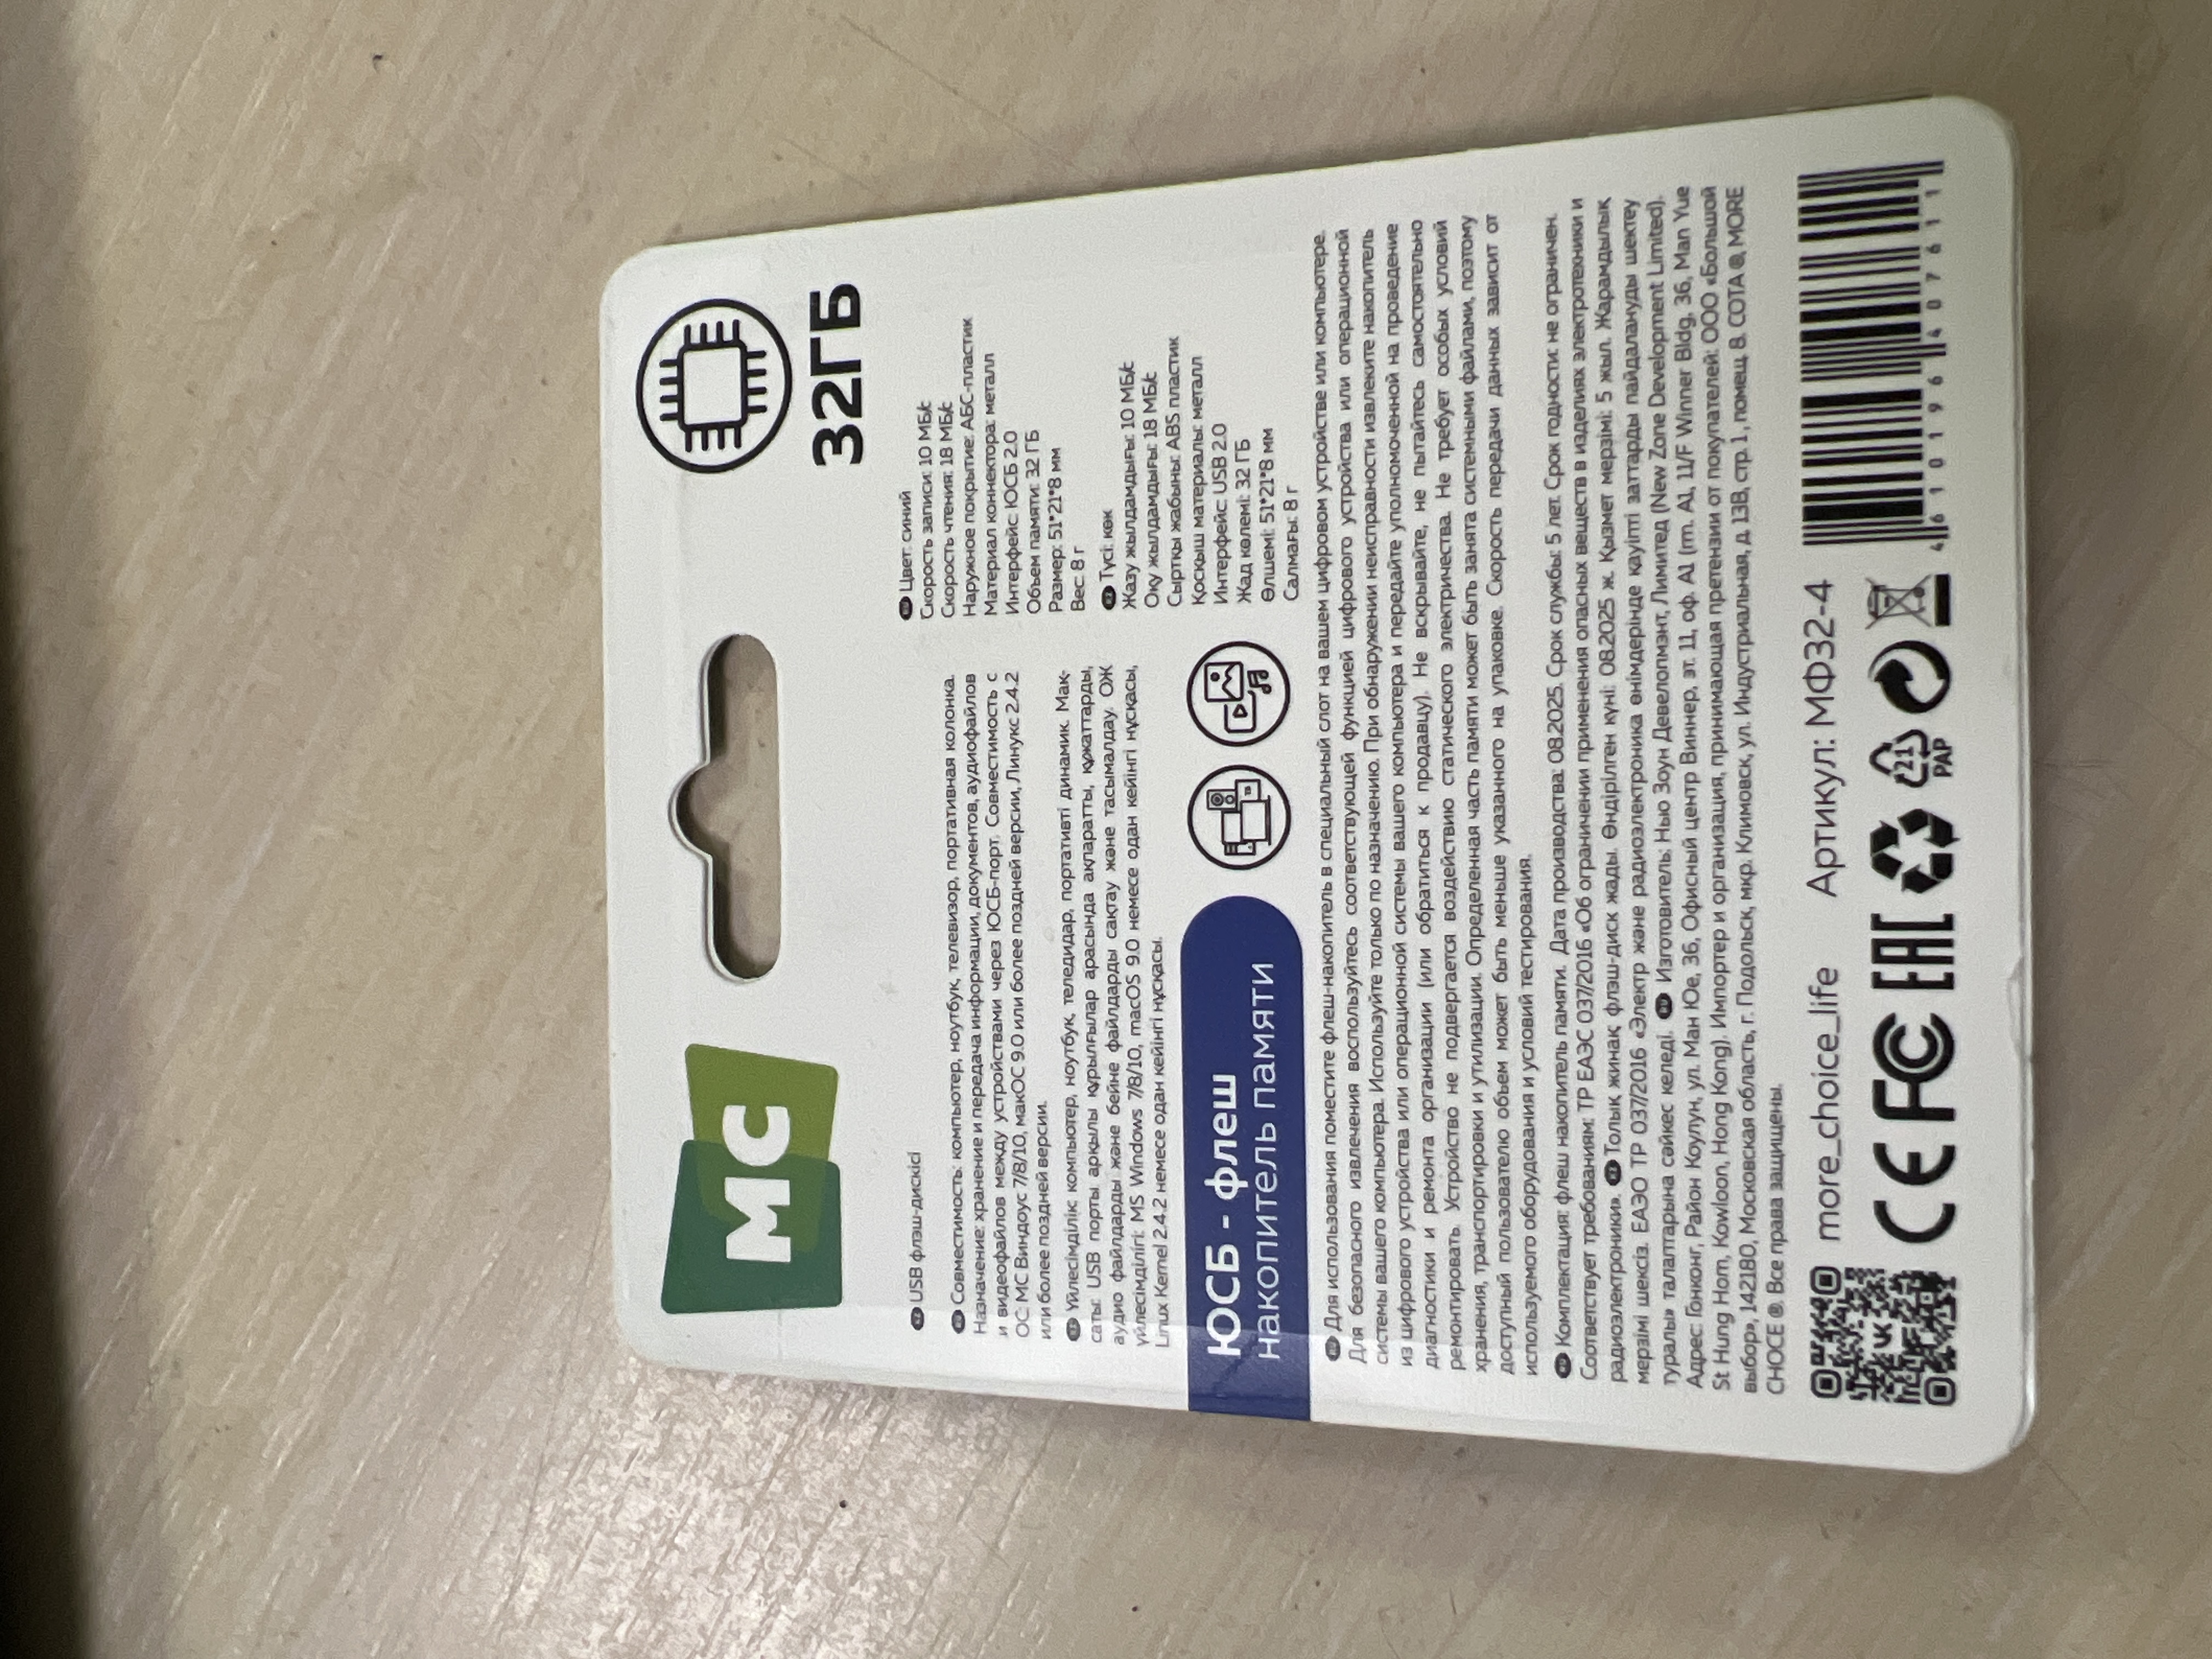 МС
32ГБ
KZ USB флэш-дискісі
RU Совместимость: компьютер, ноутбук, телевизор, портативная колонка.
Назначение: хранение и передача информации, документов, аудиофайлов
и видеофайлов между устройствами через ЮСБ-порт. Совместимость с
ОС: МС Виндоус 7/8/10, макОС 9.0 или более поздней версии, Линукс 2.4.2
или более поздней версии.
KZ Үйлесімділік: компьютер, ноутбук, теледидар, портативті динамик. Мақ-
саты: USB порты арқылы құрылғылар арасында ақпаратты, құжаттарды,
аудио файлдарды және бейне файлдарды сақтау және тасымалдау. ОЖ
үйлесімділігі: MS Windows 7/8/10, macOS 9.0 немесе одан кейінгі нұсқасы,
Linux Kernel 2.4.2 немесе одан кейінгі нұсқасы.
RU Цвет: синий
Скорость записи: 10 МБ/с
Скорость чтения: 18 МБ/с
Наружное покрытие: АБС-пластик
Материал коннектора: металл
Интерфейс: ЮСБ 2.0
Объем памяти: 32 ГБ
Размер: 51*21*8 мм
Вес: 8 г
KZ Түсі: көк
Жазу жылдамдығы: 10 МБ/с
Оқу жылдамдығы: 18 МБ/с
Сыртқы жабыны: ABS пластик
Қосқыш материалы: металл
Интерфейс: USB 2.0
Жад көлемі: 32 ГБ
Өлшемі: 51*21*8 мм
Салмағы: 8 г
ЮСБ - флеш
накопитель памяти
RU Для использования поместите флеш-накопитель в специальный слот на вашем цифровом устройстве или компьютере.
Для безопасного извлечения воспользуйтесь соответствующей функцией цифрового устройства или операционной
системы вашего компьютера. Используйте только по назначению. При обнаружении неисправности извлеките накопитель
из цифрового устройства или операционной системы вашего компьютера и передайте уполномоченной на проведение
диагностики и ремонта организации (или обратиться к продавцу). Не вскрывайте, не пытайтесь самостоятельно
ремонтировать. Устройство не подвергается воздействию статического электричества. Не требует особых условий
хранения, транспортировки и утилизации. Определенная часть памяти может быть занята системными файлами, поэтому
доступный пользователю объем может быть меньше указанного на упаковке. Скорость передачи данных зависит от
используемого оборудования и условий тестирования.
RU Комплектация: флеш накопитель памяти. Дата производства: 08.2025. Срок службы: 5 лет. Срок годности: не ограничен.
Соответствует требованиям: ТР ЕАЭС 037/2016 «Об ограничении применения опасных веществ в изделиях электротехники и
радиоэлектроники». KZ Толық жинақ: флэш-диск жады. Өндірілген күні: 08.2025 ж. Қызмет мерзімі: 5 жыл. Жарамдылық
мерзімі шексіз. ЕАЭО ТР 037/2016 «Электр және радиоэлектроника өнімдерінде қауіпті заттарды пайдалануды шектеу
туралы» талаптарына сәйкес келеді. RU Изготовитель: Нью Зоун Девелопмэнт, Лимитед (New Zone Development Limited).
Адрес: Гонконг, Район Коулун, ул. Ман Юе, 36, Офисный центр Виннер, эт. 11, оф. А1 (rm. A1, 11/F Winner Bldg, 36, Man Yue
St Hung Hom, Kowloon, Hong Kong). Импортер и организация, принимающая претензии от покупателей: ООО «Большой
выбор», 142180, Московская область, г. Подольск, мкр. Климовск, ул. Индустриальная, д. 13В, стр. 1, помещ. 8. COTA ®, MORE
CHOICE ®. Все права защищены.
more_choice_life Артикул: МФ32-4
CE FC EAC 21 PAP
4 610196 407611